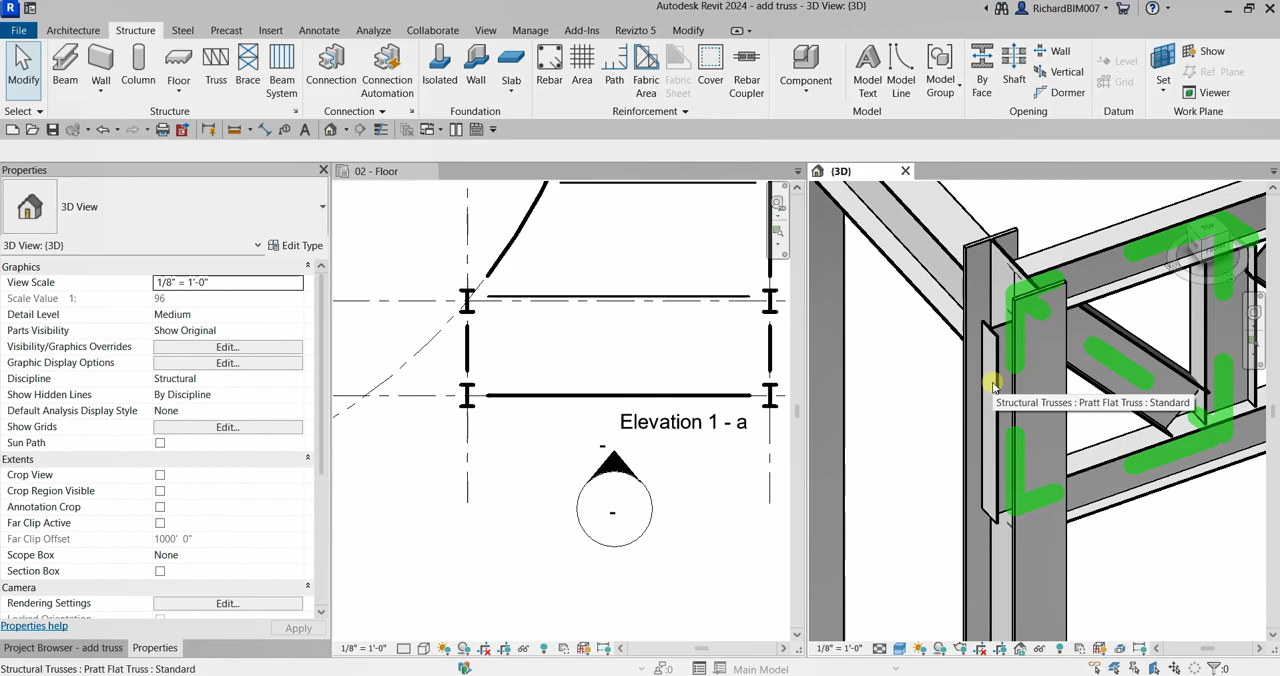 Autodesk Revit 2024 - add truss - 3D View: {3D}
RichardBIM007
File
Architecture
Structure
Steel
Precast
Insert
Annotate
Analyze
Collaborate
View
Manage
Add-Ins
Revizto 5
Modify
Modify
Beam
Wall
Column
Floor
Truss
Brace
Beam
System
Connection
Connection
Automation
Isolated
Wall
Slab
Rebar
Area
Path
Fabric
Area
Fabric
Sheet
Cover
Rebar
Coupler
Component
Model
Text
Model
Line
Model
Group
By
Face
Shaft
Wall
Vertical
Dormer
Level
Grid
Set
Show
Ref Plane
Viewer
Select
Structure
Connection
Foundation
Reinforcement
Model
Opening
Datum
Work Plane
Properties
3D View
3D View: {3D}
Edit Type
Graphics
View Scale
1/8" = 1'-0"
Scale Value 1:
96
Detail Level
Medium
Parts Visibility
Show Original
Visibility/Graphics Overrides
Edit...
Graphic Display Options
Edit...
Discipline
Structural
Show Hidden Lines
By Discipline
Default Analysis Display Style
None
Show Grids
Edit...
Sun Path
Extents
Crop View
Crop Region Visible
Annotation Crop
Far Clip Active
Far Clip Offset
1000' 0"
Scope Box
None
Section Box
Camera
Rendering Settings
Edit...
Properties help
Apply
Project Browser - add truss
Properties
02 - Floor
Elevation 1 - a
-
-
1/8" = 1'-0"
(3D)
TOP
Structural Trusses : Pratt Flat Truss : Standard
1/8" = 1'-0"
Structural Trusses : Pratt Flat Truss : Standard
:0
Main Model
:0